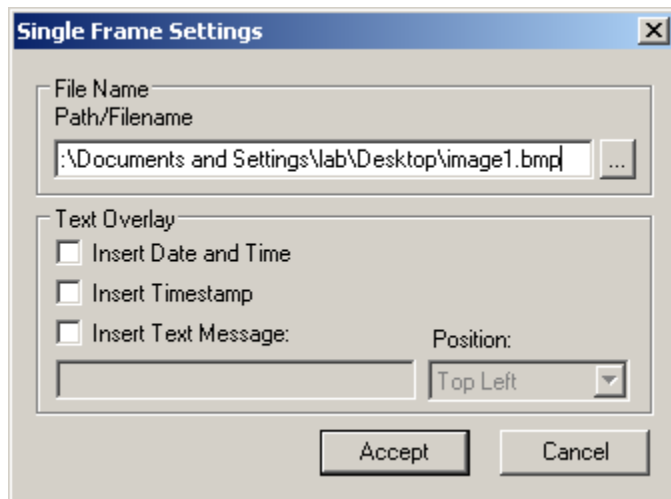 Single Frame Settings
File Name
Path/Filename
:\Documents and Settings\lab\Desktop\image1.bmp
...
Text Overlay
Insert Date and Time
Insert Timestamp
Insert Text Message:
Position:
Top Left
Accept
Cancel